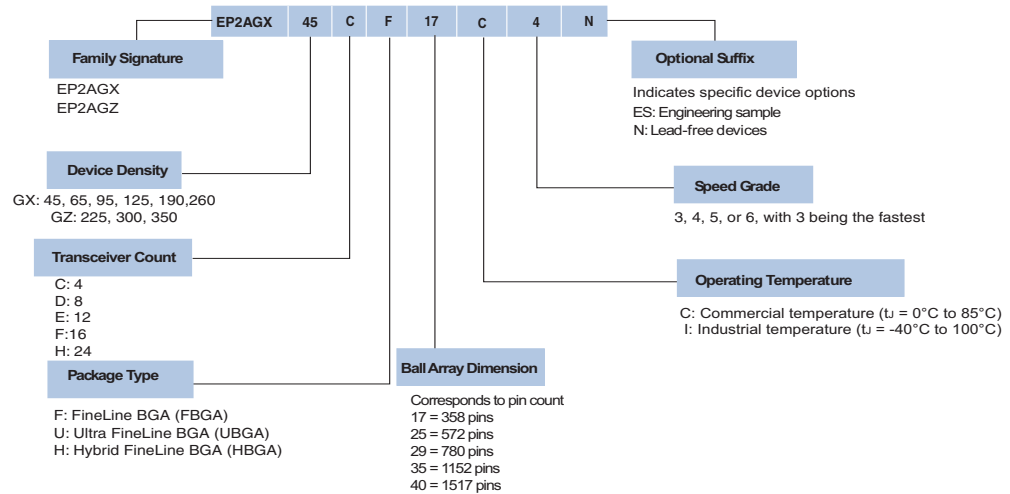 EP2AGX 45 C F 17 C 4 N
Family Signature
EP2AGX
EP2AGZ
Optional Suffix
Indicates specific device options
ES: Engineering sample
N: Lead-free devices
Device Density
GX: 45, 65, 95, 125, 190,260
GZ: 225, 300, 350
Speed Grade
3, 4, 5, or 6, with 3 being the fastest
Transceiver Count
C: 4
D: 8
E: 12
F:16
H: 24
Operating Temperature
C: Commercial temperature (tJ = 0°C to 85°C)
I: Industrial temperature (tJ = -40°C to 100°C)
Package Type
F: FineLine BGA (FBGA)
U: Ultra FineLine BGA (UBGA)
H: Hybrid FineLine BGA (HBGA)
Ball Array Dimension
Corresponds to pin count
17 = 358 pins
25 = 572 pins
29 = 780 pins
35 = 1152 pins
40 = 1517 pins